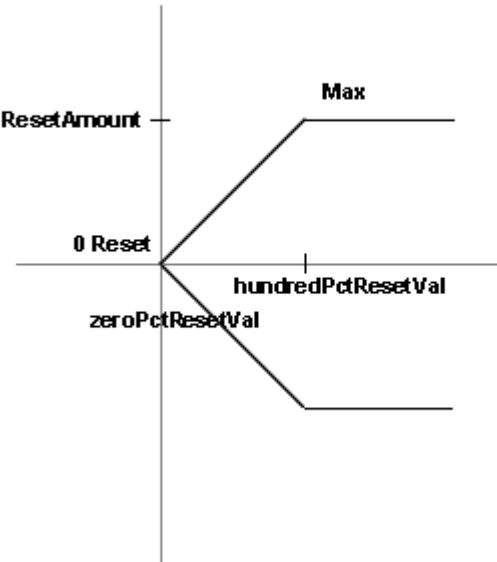 Max
ResetAmount
0 Reset
hundredPctResetVal
zeroPctResetVal